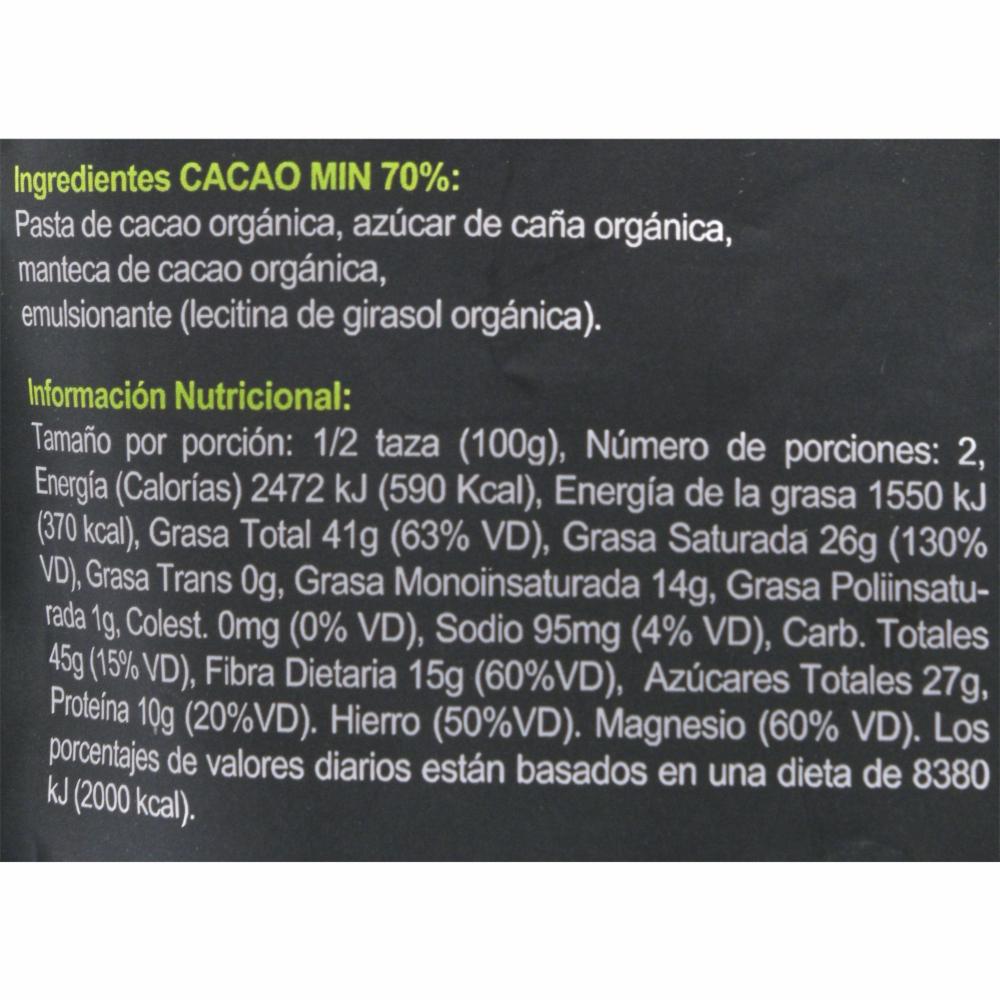 Ingredientes CACAO MIN 70%:
Pasta de cacao orgánica, azúcar de caña orgánica,
manteca de cacao orgánica,
emulsionante (lecitina de girasol orgánica).
Información Nutricional:
Tamaño por porción: 1/2 taza (100g), Número de porciones: 2,
Energía (Calorías) 2472 kJ (590 Kcal), Energía de la grasa 1550 kJ
(370 kcal), Grasa Total 41g (63% VD), Grasa Saturada 26g (130%
VD), Grasa Trans 0g, Grasa Monoinsaturada 14g, Grasa Poliinsatu-
rada 1g, Colest. 0mg (0% VD), Sodio 95mg (4% VD), Carb. Totales
45g (15% VD), Fibra Dietaria 15g (60%VD), Azúcares Totales 27g,
Proteína 10g (20%VD). Hierro (50%VD). Magnesio (60% VD). Los
porcentajes de valores diarios están basados en una dieta de 8380
kJ (2000 kcal).